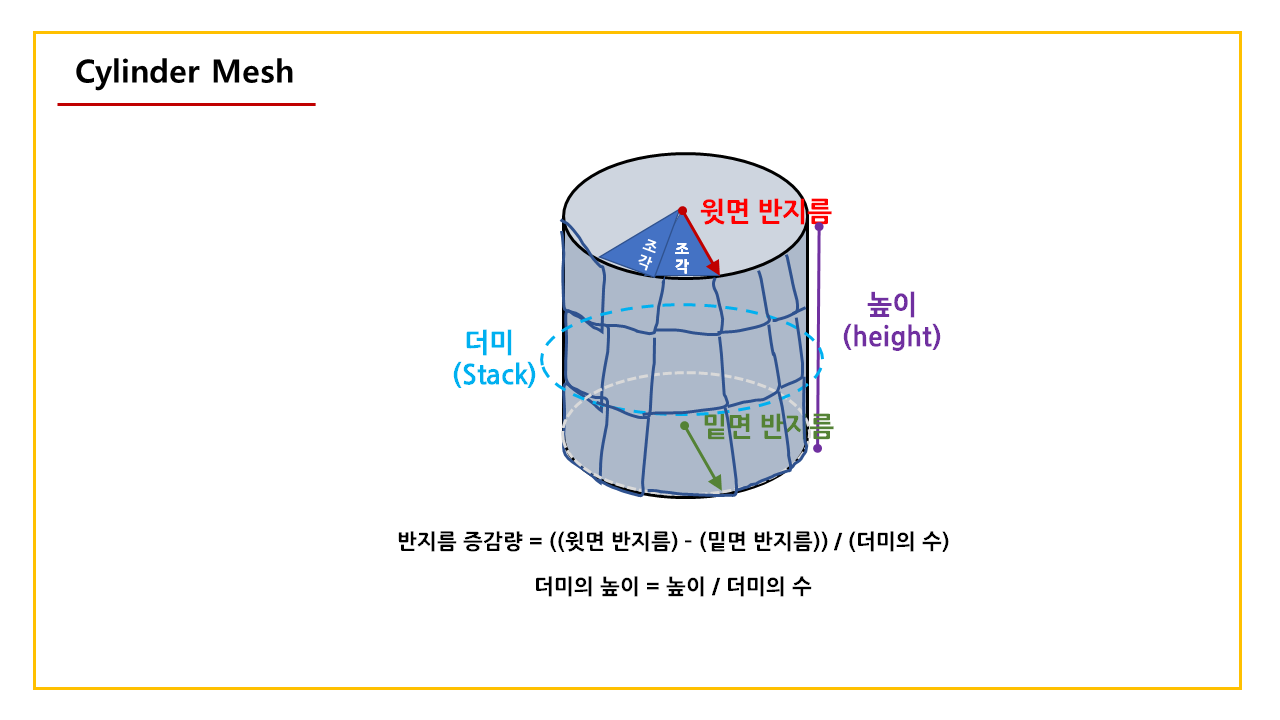 Cylinder Mesh
윗면 반지름
조각
조각
높이
(height)
더미
(Stack)
밑면 반지름
반지름 증감량 = ((윗면 반지름) - (밑면 반지름)) / (더미의 수)
더미의 높이 = 높이 / 더미의 수